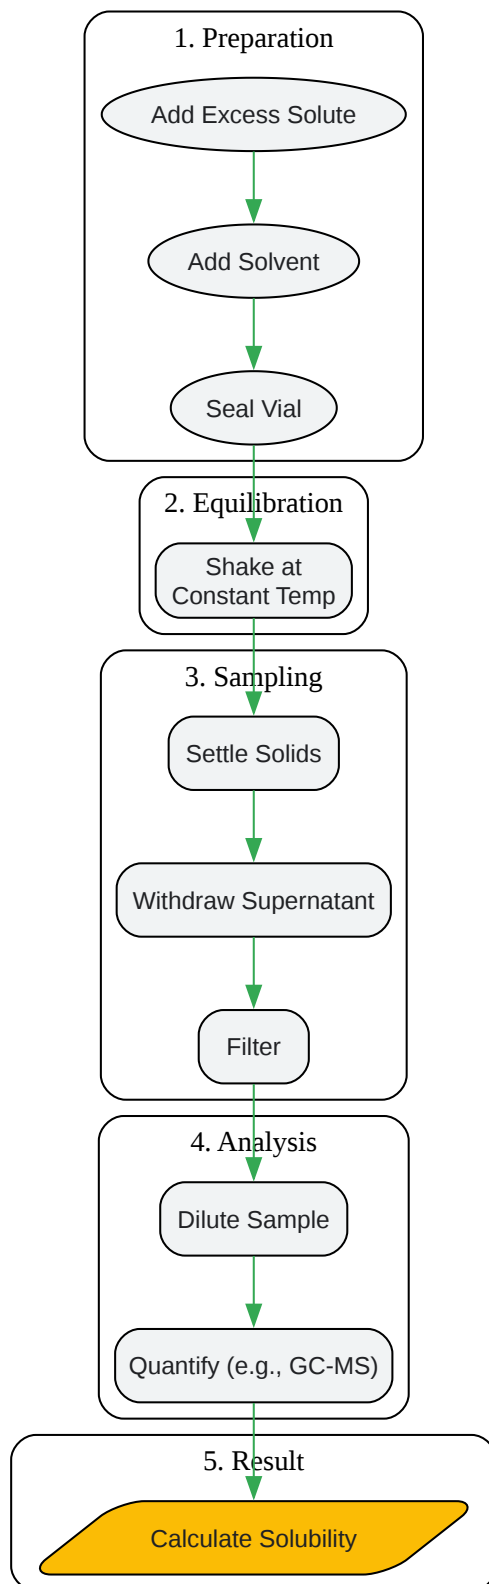 1. Preparation
Add Excess Solute
Add Solvent
Seal Vial
2. Equilibration
Shake at
Constant Temp
3. Sampling
Settle Solids
Withdraw Supernatant
Filter
4. Analysis
Dilute Sample
Quantify (e.g., GC-MS)
5. Result
Calculate Solubility